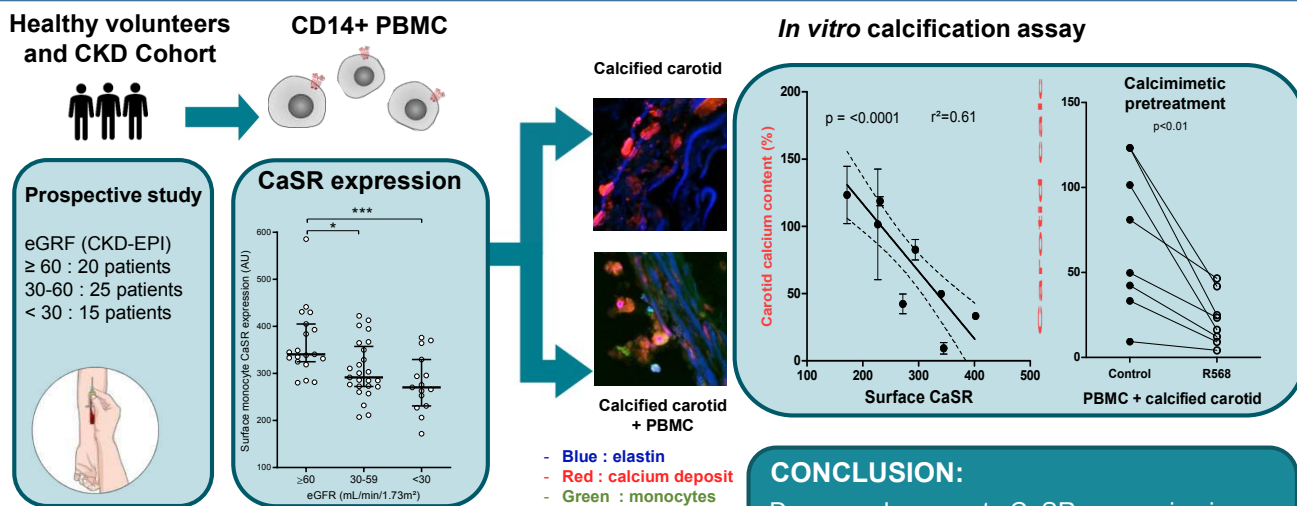 Healthy volunteers
and CKD Cohort
CD14+ PBMC
In vitro calcification assay
Prospective study
eGRF (CKD-EPI)
≥ 60 : 20 patients
30-60 : 25 patients
< 30 : 15 patients
CaSR expression
***
*
Surface monocyte CaSR expression (AU)
600
500
400
300
200
100
≥60
30-59
<30
eGFR (mL/min/1.73m²)
Calcified carotid
Calcified carotid
+ PBMC
- Blue : elastin
- Red : calcium deposit
- Green : monocytes
Carotid calcium content (%)
200
150
100
50
0
p = <0.0001
r²=0.61
100
200
300
400
500
Surface CaSR
Calcimimetic
pretreatment
p<0.01
150
100
50
0
Control
R568
PBMC + calcified carotid
CONCLUSION: